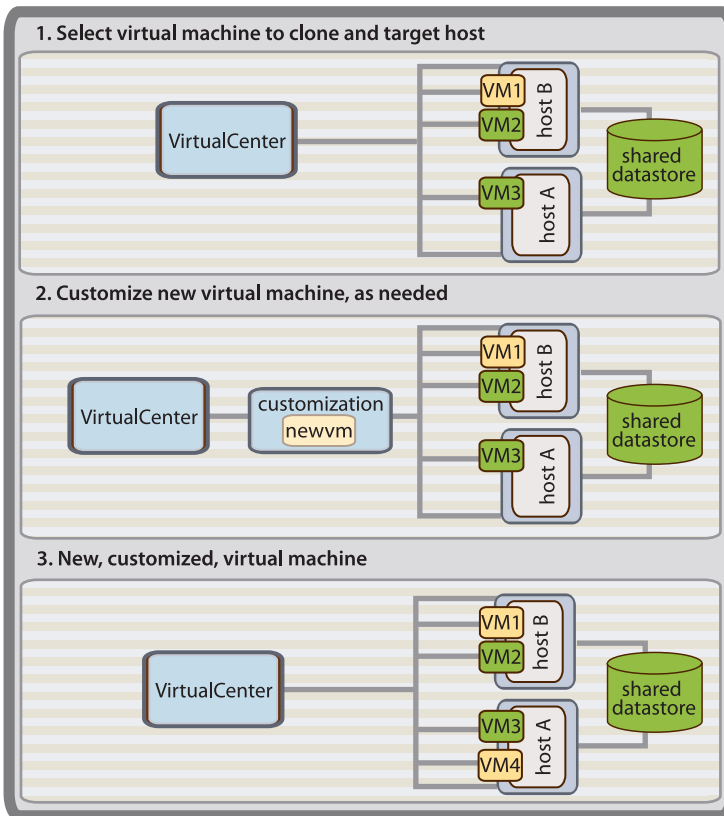 1. Select virtual machine to clone and target host
VirtualCenter
VM1
VM2
host B
VM3
host A
shared
datastore
2. Customize new virtual machine, as needed
VirtualCenter
customization
newvm
VM1
VM2
host B
VM3
host A
shared
datastore
3. New, customized, virtual machine
VirtualCenter
VM1
VM2
host B
VM3
VM4
host A
shared
datastore